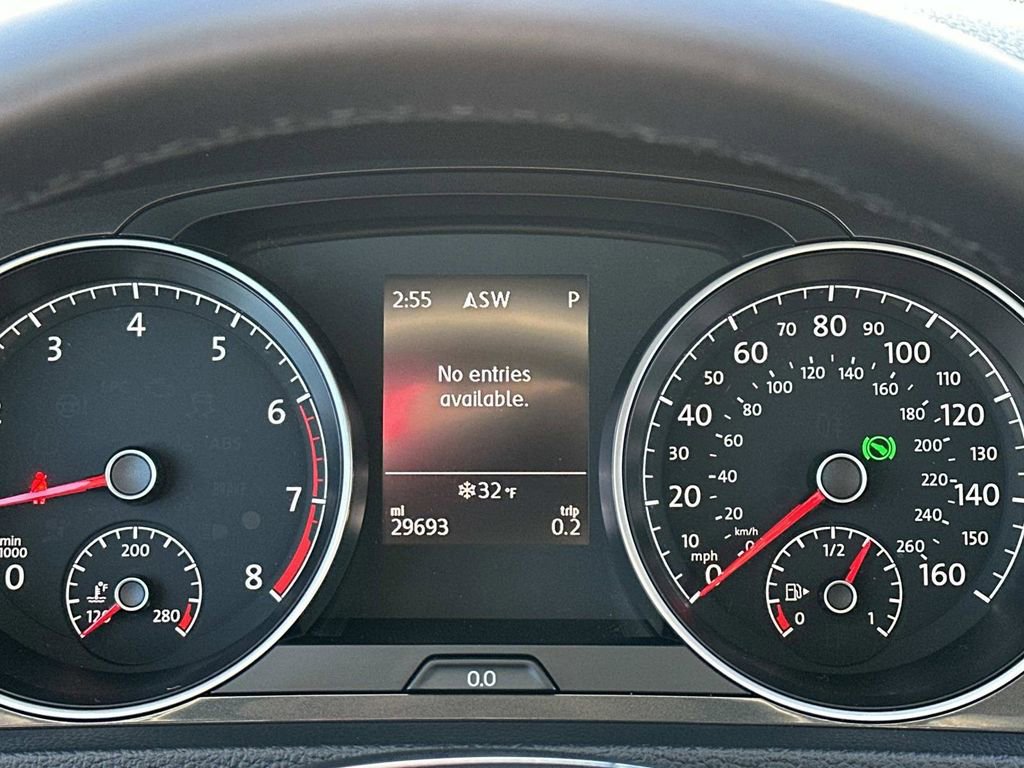 2:55 SW P
No entries
available.
32 °F
mi trip
29693 0.2
0.0
3 4 5 6 7 8
min
1000
0
120 200 280
°F
0 10 20 30 40 50 60 70 80 90 100 110 120 130 140 150 160
mph
km/h
0 20 40 60 80 100 120 140 160 180 200 220 240 260
0 1/2 1